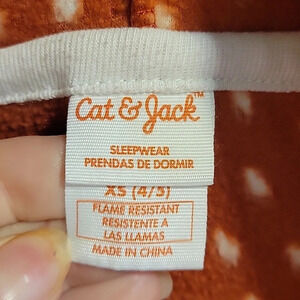 Cat & Jack™
SLEEPWEAR
PRENDAS DE DORMIR
XS (4/5)
FLAME RESISTANT
RESISTENTE A
LAS LLAMAS
MADE IN CHINA